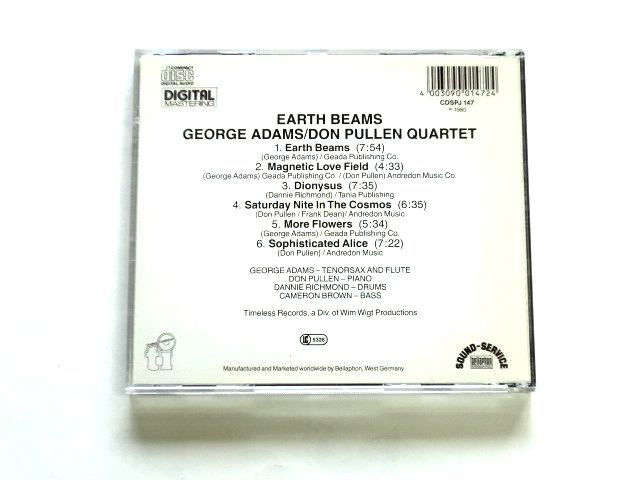 COMPACT
disc
DIGITAL AUDIO
DIGITAL
MASTERING
4 003090 014724
CDSPJ 147
℗ 1980
EARTH BEAMS
GEORGE ADAMS/DON PULLEN QUARTET
1. Earth Beams (7:54)
(George Adams) / Geada Publishing Co.
2. Magnetic Love Field (4:33)
(George Adams) Geada Publishing Co. / (Don Pullen) Andredon Music Co.
3. Dionysus (7:35)
(Dannie Richmond) / Tania Publishing
4. Saturday Nite In The Cosmos (6:35)
(Don Pullen / Frank Dean) / Andredon Music
5. More Flowers (5:34)
(George Adams) / Geada Publishing Co.
6. Sophisticated Alice (7:22)
(Don Pullen) / Andredon Music
GEORGE ADAMS – TENORSAX AND FLUTE
DON PULLEN – PIANO
DANNIE RICHMOND – DRUMS
CAMERON BROWN – BASS
Timeless Records, a Div. of Wim Wigt Productions
LC 5326
SOUND-SERVICE
bellaphon
Manufactured and Marketed worldwide by Bellaphon, West Germany